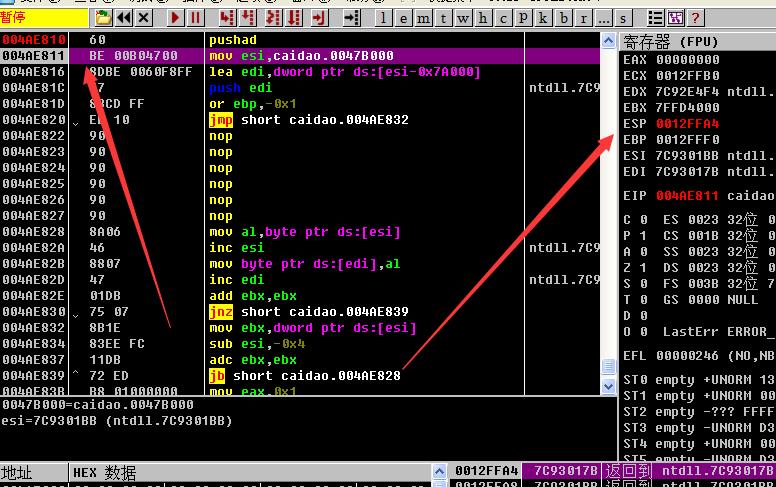 暂停
l e m t w h c p k b z r ... s ?
004AE810 60 pushad
004AE811 BE 00B04700 mov esi,caidao.0047B000
004AE816 8DBE 0060F8FF lea edi,dword ptr ds:[esi-0x7A000]
004AE81C 57 push edi ntdll.7C9
004AE81D 83CD FF or ebp,-0x1
004AE820 EB 10 jmp short caidao.004AE832
004AE822 90 nop
004AE823 90 nop
004AE824 90 nop
004AE825 90 nop
004AE826 90 nop
004AE827 90 nop
004AE828 8A06 mov al,byte ptr ds:[esi]
004AE82A 46 inc esi ntdll.7C9
004AE82B 8807 mov byte ptr ds:[edi],al
004AE82D 47 inc edi ntdll.7C9
004AE82E 01DB add ebx,ebx
004AE830 75 07 jnz short caidao.004AE839
004AE832 8B1E mov ebx,dword ptr ds:[esi]
004AE834 83EE FC sub esi,-0x4
004AE837 11DB adc ebx,ebx
004AE839 72 ED jb short caidao.004AE828
004AE83B B8 01000000 mov eax,0x1
0047B000=caidao.0047B000
esi=7C9301BB (ntdll.7C9301BB)
地址 HEX 数据
寄存器 (FPU)
EAX 00000000
ECX 0012FFB0
EDX 7C92E4F4 ntdll.
EBX 7FFD4000
ESP 0012FFA4
EBP 0012FFF0
ESI 7C9301BB ntdll.
EDI 7C93017B ntdll.
EIP 004AE811 caidao
C 0 ES 0023 32位 0
P 1 CS 001B 32位
A 0 SS 0023 32位
Z 1 DS 0023 32位
S 0 FS 003B 32位 7
T 0 GS 0000 NULL
D 0
O 0 LastErr ERROR_
EFL 00000246 (NO,NB
ST0 empty +UNORM 13
ST1 empty +UNORM 00
ST2 empty -??? FFFF
ST3 empty -UNORM D3
ST4 empty +UNORM 00
ST5 empty -UNORM D3
0012FFA4 7C93017B 返回到 ntdll.7C93017B